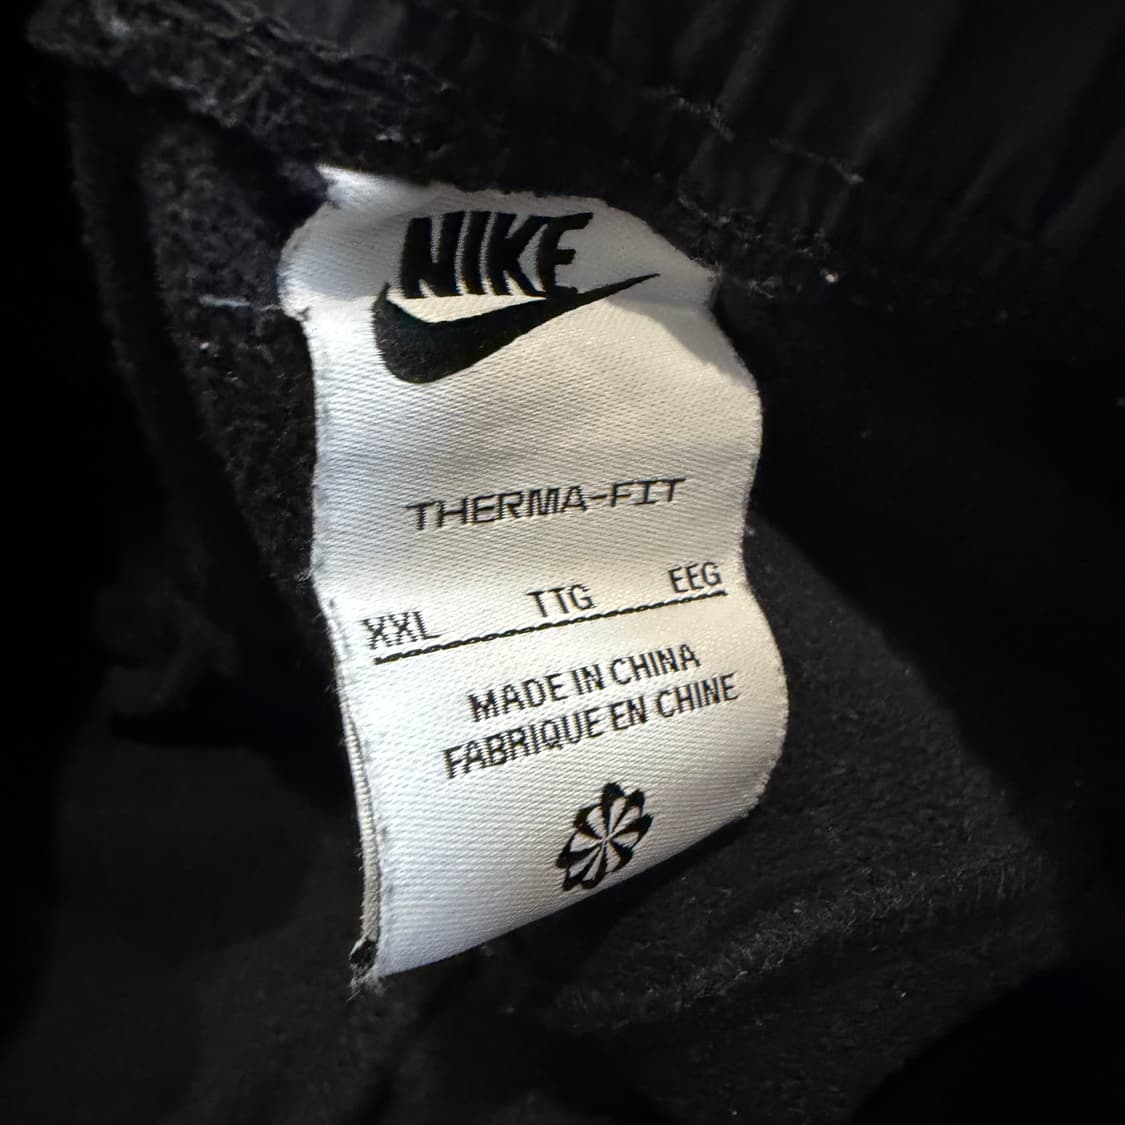 NIKE
THERMA-FIT
XXL TTG EEG
MADE IN CHINA
FABRIQUE EN CHINE